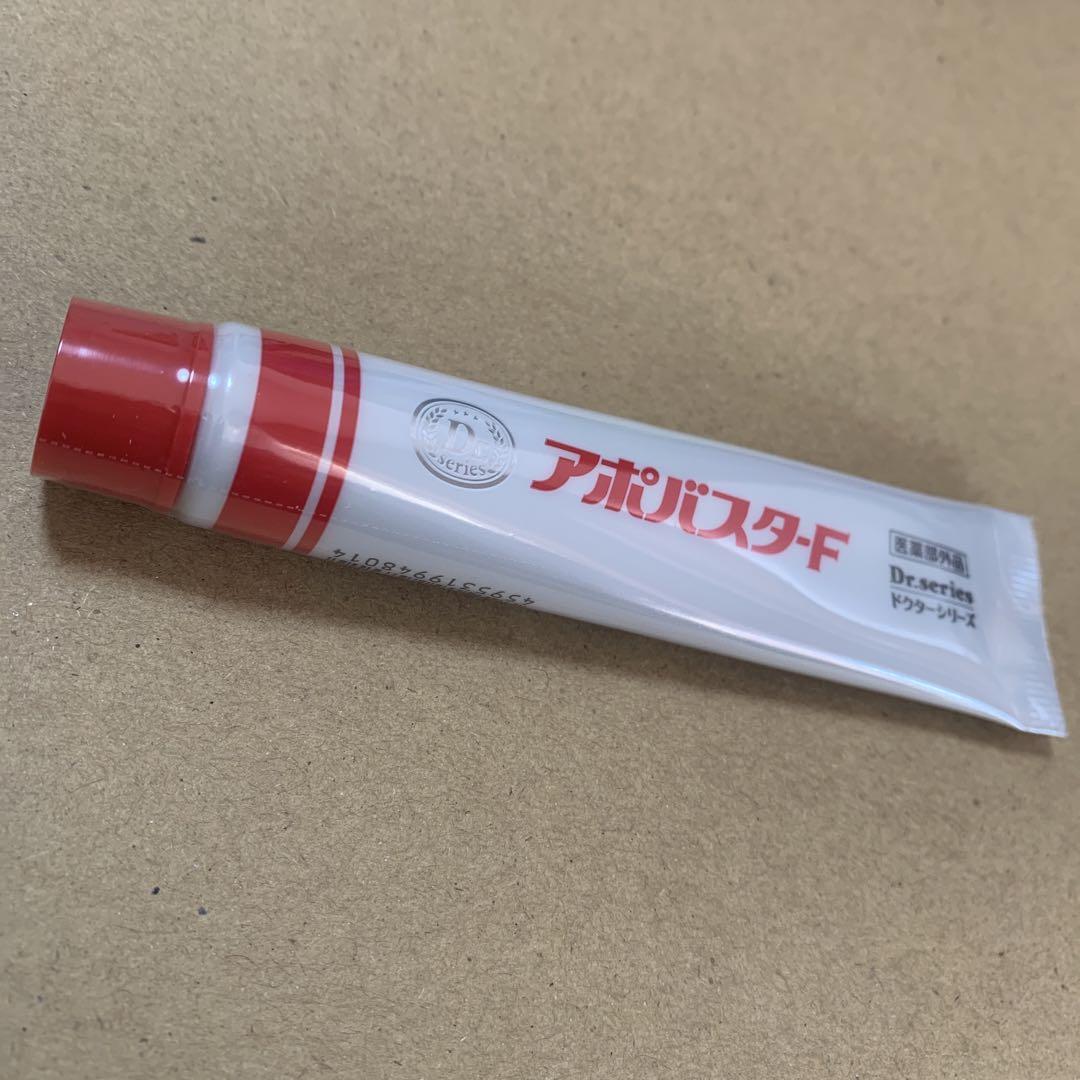 Dr.
series
アポバスターF
医薬部外品
Dr.series
ドクターシリーズ
4595319948014